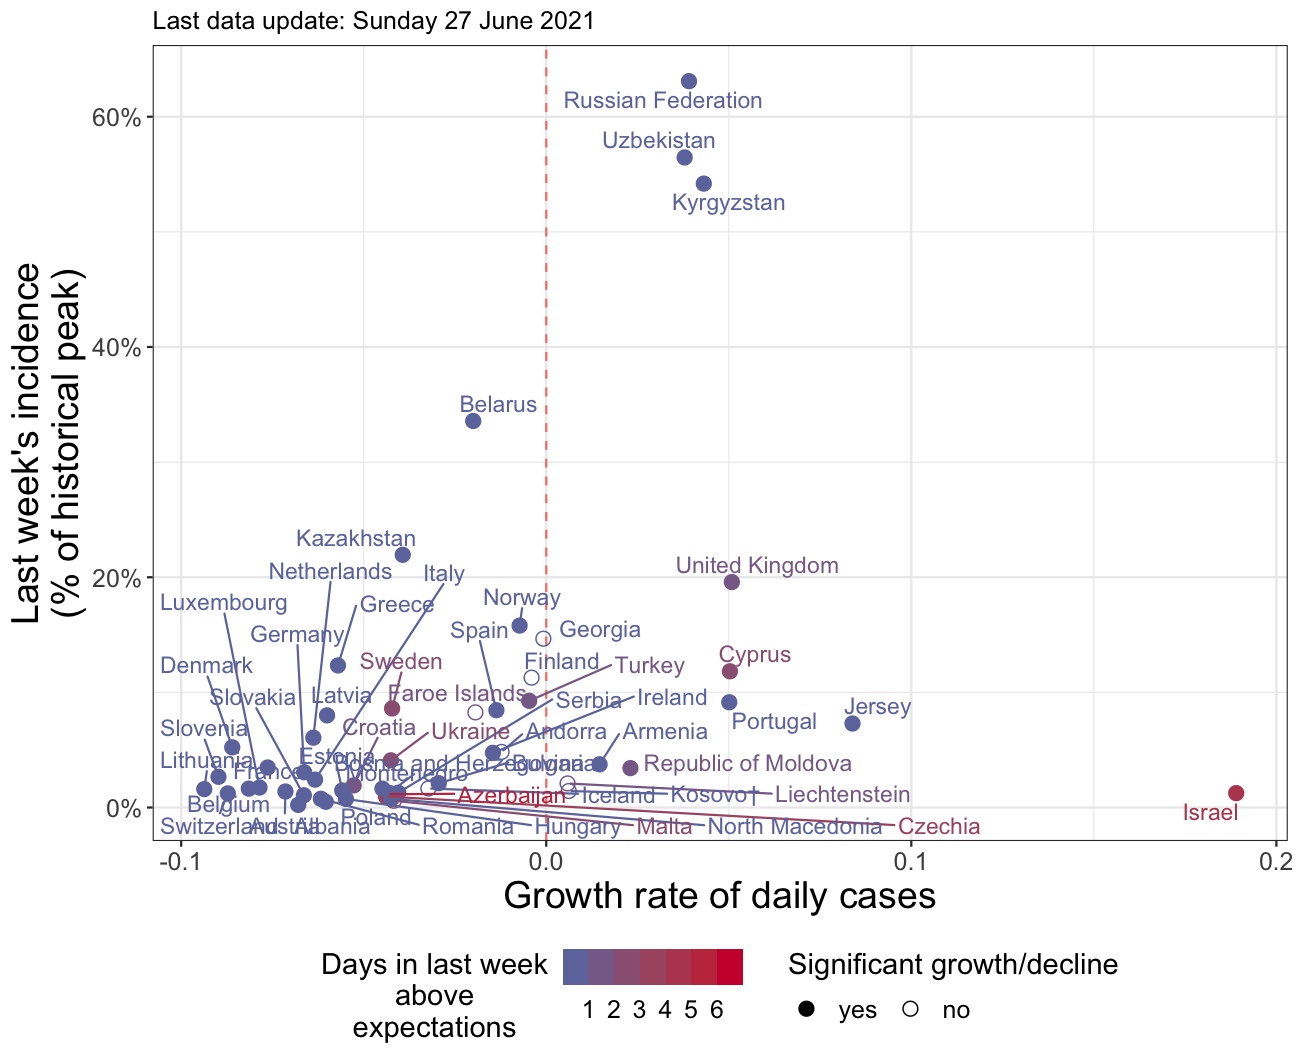 Last data update: Sunday 27 June 2021
Last week's incidence
(% of historical peak)
60%
40%
20%
0%
Russian Federation
Uzbekistan
Kyrgyzstan
Belarus
Kazakhstan
United Kingdom
Netherlands
Italy
Norway
Luxembourg
Greece
Germany
Spain
Georgia
Sweden
Finland
Turkey
Cyprus
Denmark
Slovakia
Latvia
Faroe Islands
Serbia
Ireland
Jersey
Portugal
Slovenia
Croatia
Ukraine
Andorra
Armenia
Lithuania
France
Estonia
Bosnia and Herzegovina
Bulgaria
Republic of Moldova
Montenegro
Azerbaijan
Iceland
Kosovo†
Liechtenstein
Belgium
Poland
Israel
Switzerland
Austria
Albania
Romania
Hungary
Malta
North Macedonia
Czechia
-0.1
0.0
0.1
0.2
Growth rate of daily cases
Days in last week
above
expectations
1 2 3 4 5 6
Significant growth/decline
yes
no